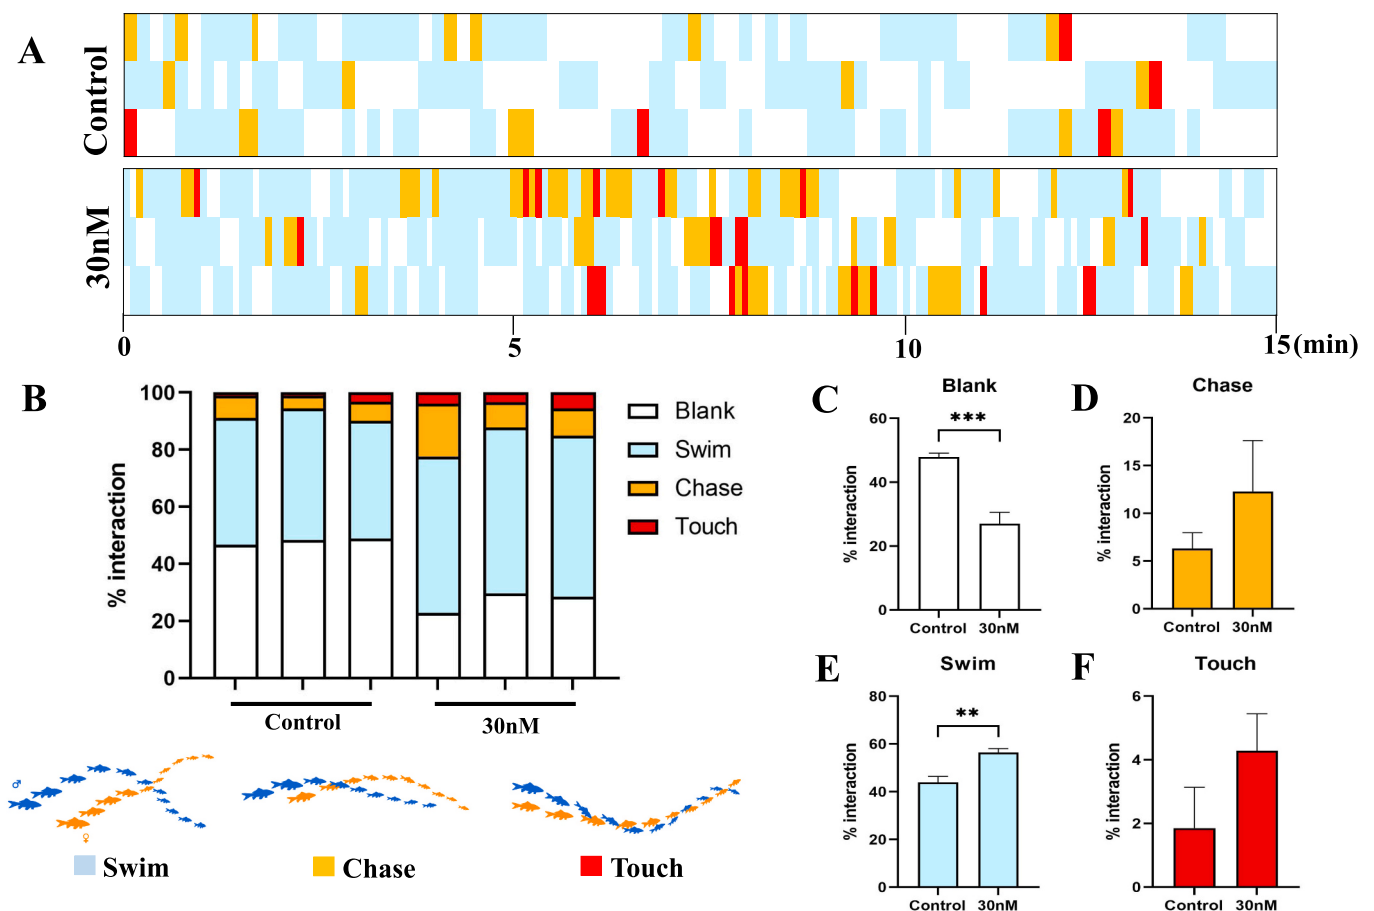 A
Control
30nM
0 5 10 15(min)
B
% interaction
100
80
60
40
20
0
Control 30nM
Blank
Swim
Chase
Touch
C
Blank
% interaction
60
40
20
0
***
Control 30nM
D
Chase
% interaction
20
15
10
5
0
Control 30nM
E
Swim
% interaction
80
60
40
20
0
**
Control 30nM
F
Touch
% interaction
6
4
2
0
Control 30nM
♂
♀
Swim Chase Touch